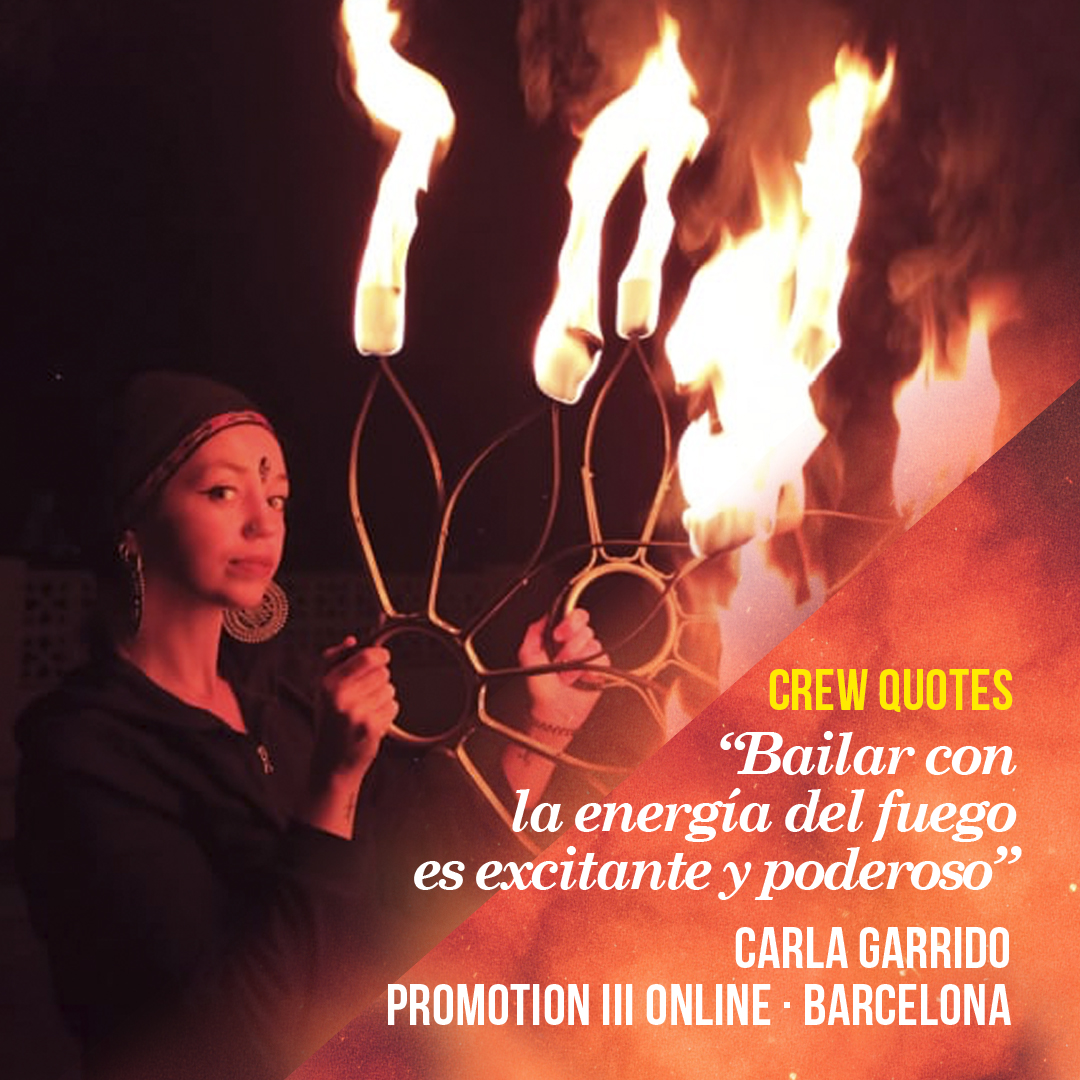 CREW QUOTES
“Bailar con
la energía del fuego
es excitante y poderoso”
CARLA GARRIDO
PROMOTION III ONLINE · BARCELONA